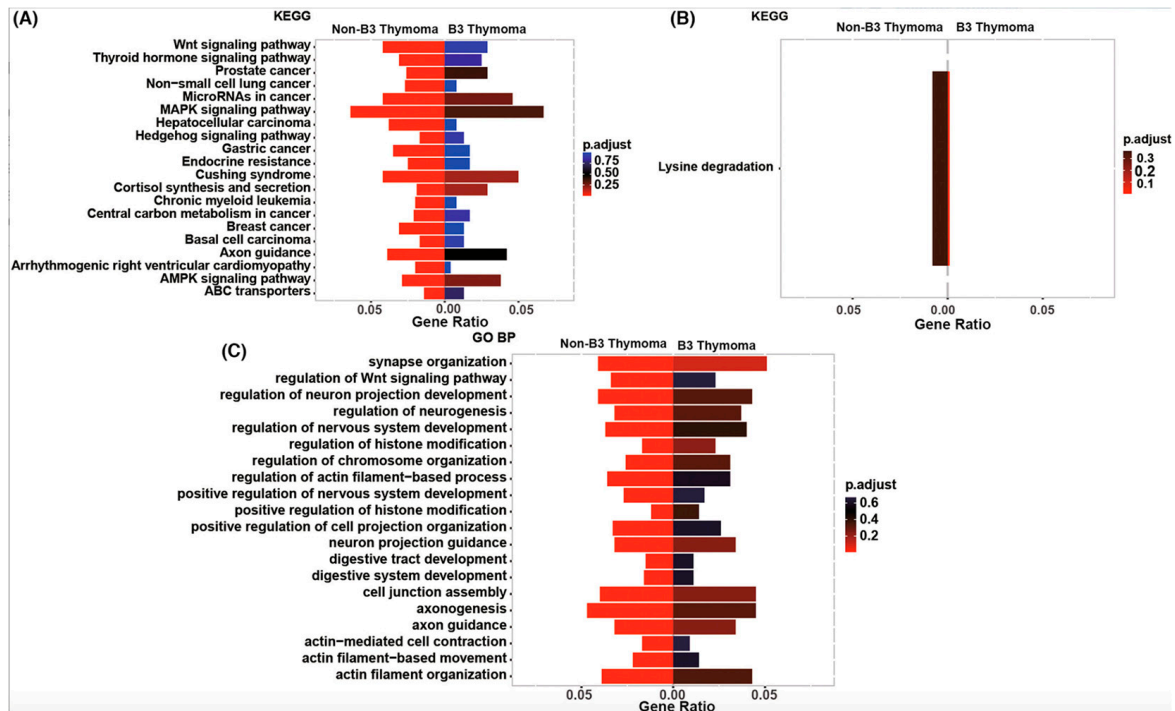 (A)
KEGG
Non-B3 Thymoma B3 Thymoma
Wnt signaling pathway
Thyroid hormone signaling pathway
Prostate cancer
Non−small cell lung cancer
MicroRNAs in cancer
MAPK signaling pathway
Hepatocellular carcinoma
Hedgehog signaling pathway
Gastric cancer
Endocrine resistance
Cushing syndrome
Cortisol synthesis and secretion
Chronic myeloid leukemia
Central carbon metabolism in cancer
Breast cancer
Basal cell carcinoma
Axon guidance
Arrhythmogenic right ventricular cardiomyopathy
AMPK signaling pathway
ABC transporters
0.05 0.00 0.05
Gene Ratio
p.adjust
0.75
0.50
0.25
(B)
KEGG
Non-B3 Thymoma B3 Thymoma
Lysine degradation
0.05 0.00 0.05
Gene Ratio
p.adjust
0.3
0.2
0.1
(C)
GO BP
Non-B3 Thymoma B3 Thymoma
synapse organization
regulation of Wnt signaling pathway
regulation of neuron projection development
regulation of neurogenesis
regulation of nervous system development
regulation of histone modification
regulation of chromosome organization
regulation of actin filament−based process
positive regulation of nervous system development
positive regulation of histone modification
positive regulation of cell projection organization
neuron projection guidance
digestive tract development
digestive system development
cell junction assembly
axonogenesis
axon guidance
actin−mediated cell contraction
actin filament−based movement
actin filament organization
0.05 0.00 0.05
Gene Ratio
p.adjust
0.6
0.4
0.2